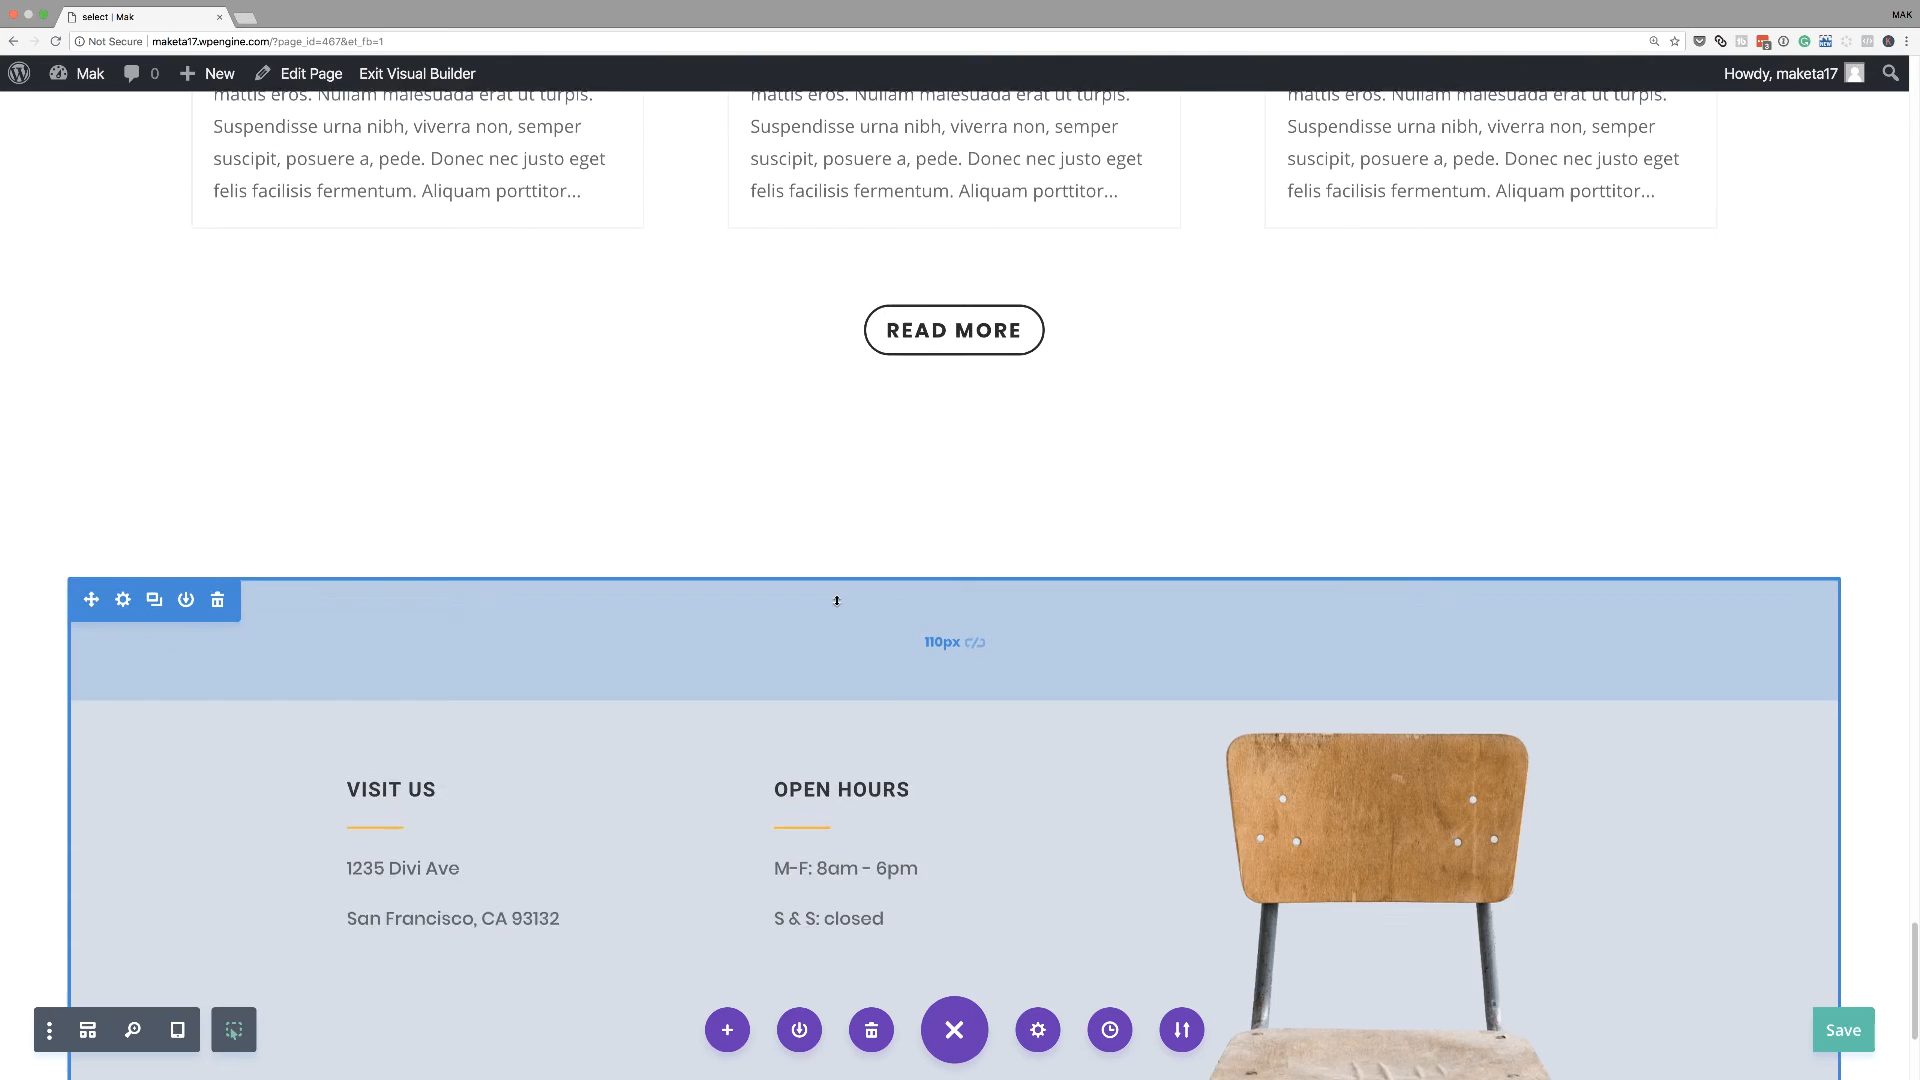 select | Mak
MAK
Not Secure | maketa17.wpengine.com/?page_id=467&et_fb=1
Mak 0 New Edit Page Exit Visual Builder Howdy, maketa17
mattis eros. Nullam malesuada erat ut turpis.
Suspendisse urna nibh, viverra non, semper
suscipit, posuere a, pede. Donec nec justo eget
felis facilisis fermentum. Aliquam porttitor...
mattis eros. Nullam malesuada erat ut turpis.
Suspendisse urna nibh, viverra non, semper
suscipit, posuere a, pede. Donec nec justo eget
felis facilisis fermentum. Aliquam porttitor...
mattis eros. Nullam malesuada erat ut turpis.
Suspendisse urna nibh, viverra non, semper
suscipit, posuere a, pede. Donec nec justo eget
felis facilisis fermentum. Aliquam porttitor...
READ MORE
110px
VISIT US
1235 Divi Ave
San Francisco, CA 93132
OPEN HOURS
M-F: 8am - 6pm
S & S: closed
Save